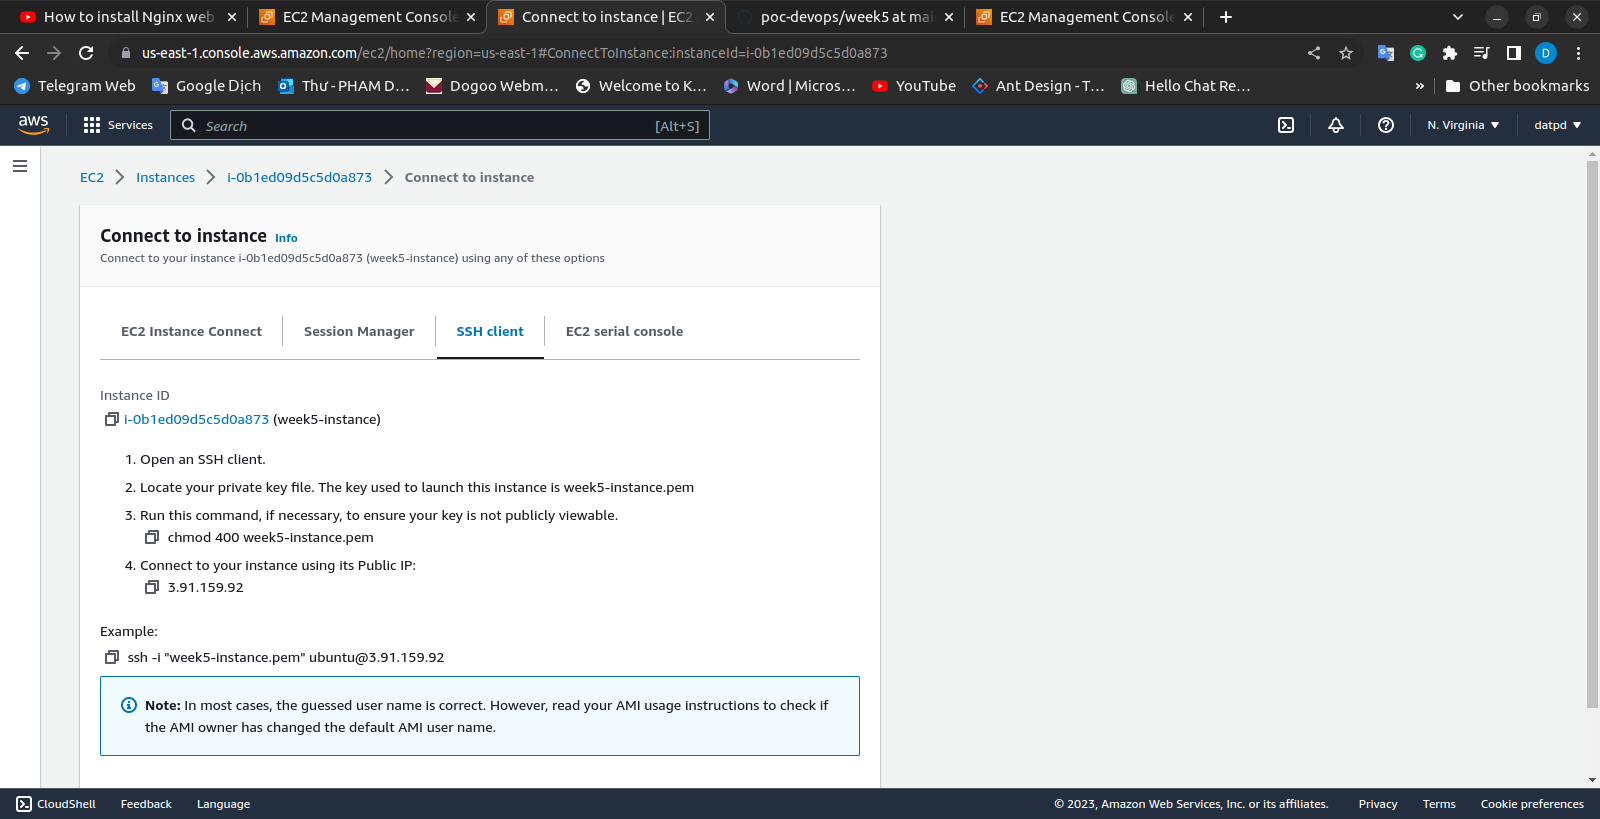 How to install Nginx web
EC2 Management Console
Connect to instance | EC2
poc-devops/week5 at mai
EC2 Management Console
us-east-1.console.aws.amazon.com/ec2/home?region=us-east-1#ConnectToInstance:instanceId=i-0b1ed09d5c5d0a873
D
Telegram Web
Google Dịch
Thư - PHAM D...
Dogoo Webm...
Welcome to K...
Word | Micros...
YouTube
Ant Design - T...
Hello Chat Re...
»
Other bookmarks
aws
Services
Search
[Alt+S]
N. Virginia
datpd
EC2
Instances
i-0b1ed09d5c5d0a873
Connect to instance
Connect to instance Info
Connect to your instance i-0b1ed09d5c5d0a873 (week5-instance) using any of these options
EC2 Instance Connect
Session Manager
SSH client
EC2 serial console
Instance ID
i-0b1ed09d5c5d0a873 (week5-instance)
1. Open an SSH client.
2. Locate your private key file. The key used to launch this instance is week5-instance.pem
3. Run this command, if necessary, to ensure your key is not publicly viewable.
chmod 400 week5-instance.pem
4. Connect to your instance using its Public IP:
3.91.159.92
Example:
ssh -i "week5-instance.pem" ubuntu@3.91.159.92
Note: In most cases, the guessed user name is correct. However, read your AMI usage instructions to check if
the AMI owner has changed the default AMI user name.
CloudShell
Feedback
Language
© 2023, Amazon Web Services, Inc. or its affiliates.
Privacy
Terms
Cookie preferences